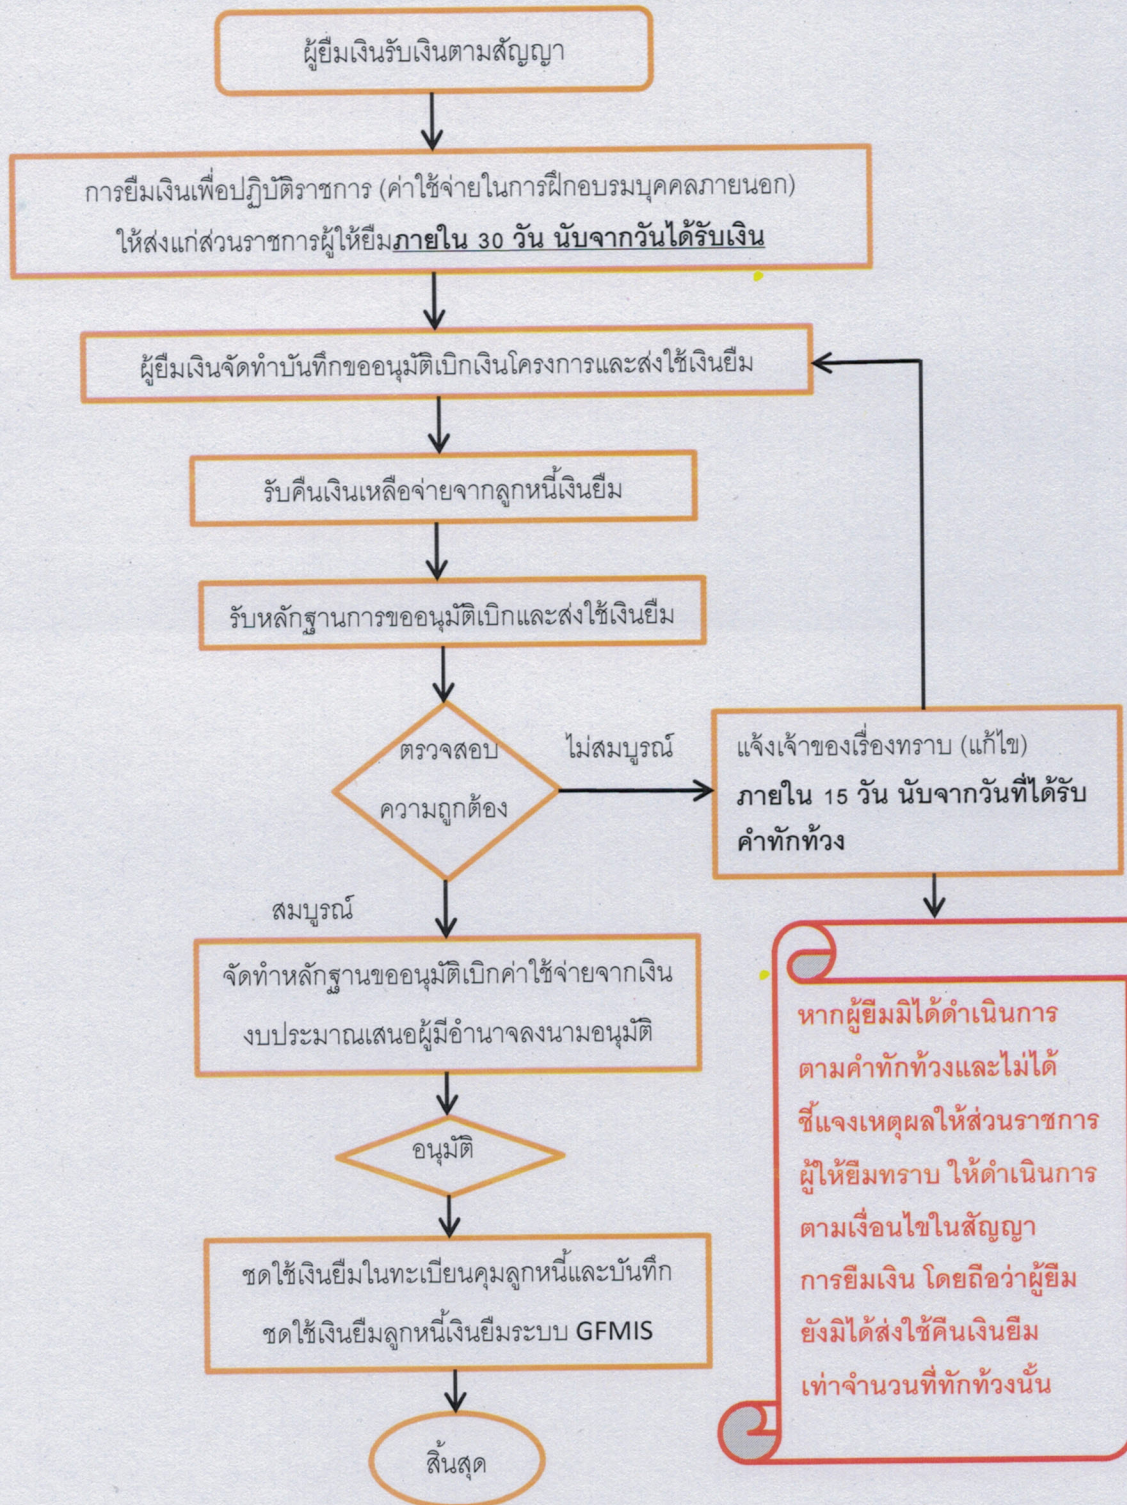 ผู้ยืมเงินรับเงินตามสัญญา
การยืมเงินเพื่อปฏิบัติราชการ (ค่าใช้จ่ายในการฝึกอบรมบุคคลภายนอก)
ให้ส่งแก่ส่วนราชการผู้ให้ยืมภายใน 30 วัน นับจากวันได้รับเงิน
ผู้ยืมเงินจัดทำบันทึกขออนุมัติเบิกเงินโครงการและส่งใช้เงินยืม
รับคืนเงินเหลือจ่ายจากลูกหนี้เงินยืม
รับหลักฐานการขออนุมัติเบิกและส่งใช้เงินยืม
ตรวจสอบ
ความถูกต้อง
ไม่สมบูรณ์
แจ้งเจ้าของเรื่องทราบ (แก้ไข)
ภายใน 15 วัน นับจากวันที่ได้รับ
คำทักท้วง
สมบูรณ์
จัดทำหลักฐานขออนุมัติเบิกค่าใช้จ่ายจากเงิน
งบประมาณเสนอผู้มีอำนาจลงนามอนุมัติ
อนุมัติ
ชดใช้เงินยืมในทะเบียนคุมลูกหนี้และบันทึก
ชดใช้เงินยืมลูกหนี้เงินยืมระบบ GFMIS
สิ้นสุด
หากผู้ยืมมิได้ดำเนินการ
ตามคำทักท้วงและไม่ได้
ชี้แจงเหตุผลให้ส่วนราชการ
ผู้ให้ยืมทราบ ให้ดำเนินการ
ตามเงื่อนไขในสัญญา
การยืมเงิน โดยถือว่าผู้ยืม
ยังมิได้ส่งใช้คืนเงินยืม
เท่าจำนวนที่ทักท้วงนั้น